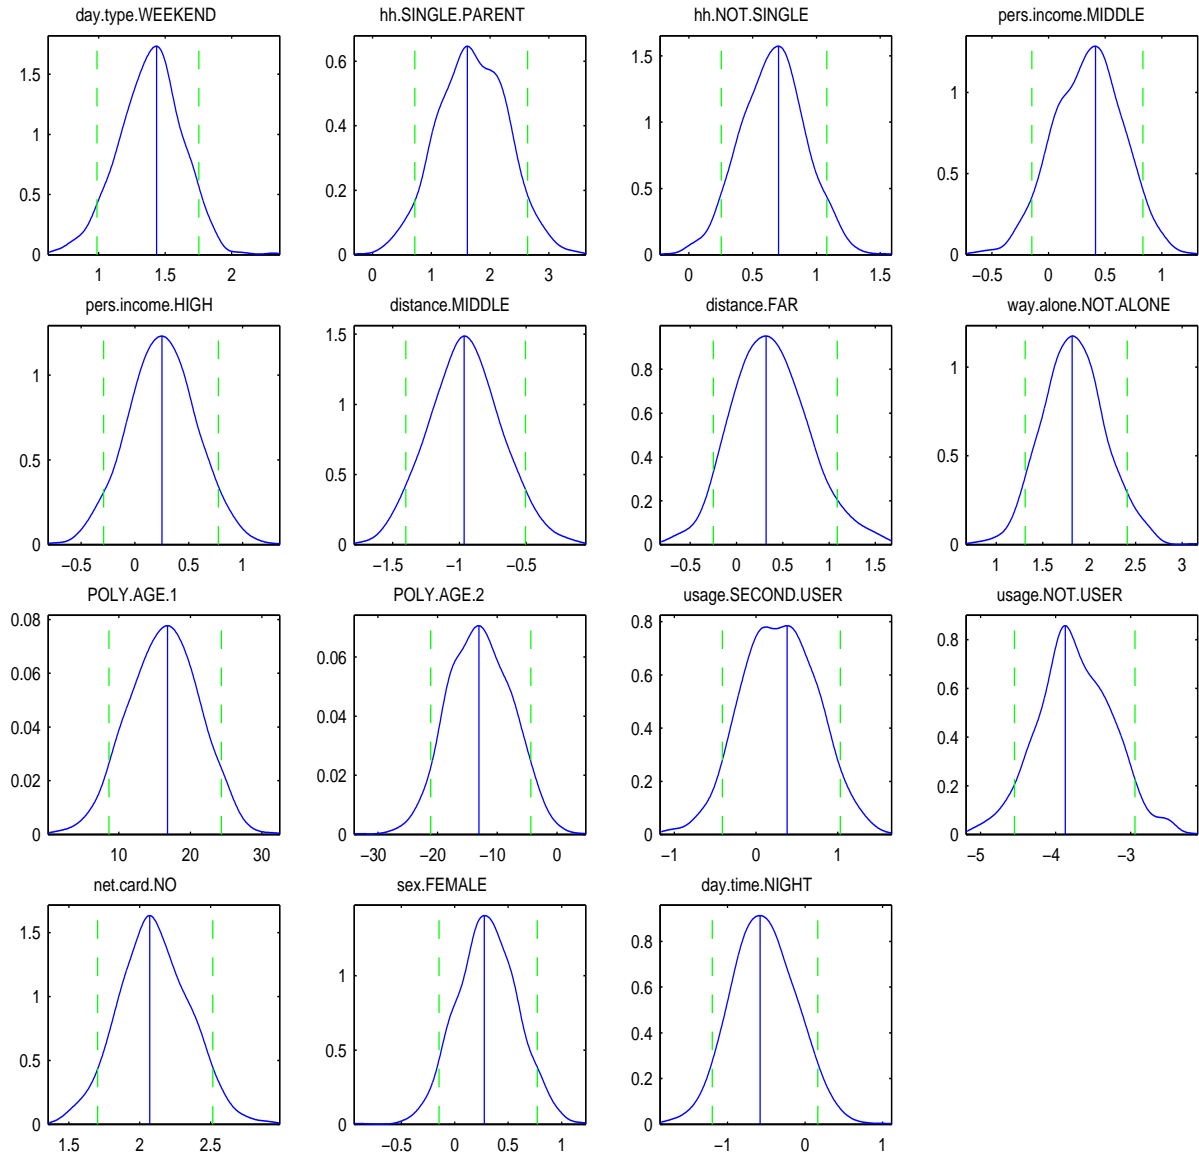 day.type.WEEKEND
hh.SINGLE.PARENT
hh.NOT.SINGLE
pers.income.MIDDLE
0 0.5 1 1.5
1 1.5 2
0 0.2 0.4 0.6
0 1 2 3
0 0.5 1 1.5
0 0.5 1 1.5
0 0.5 1
−0.5 0 0.5 1
pers.income.HIGH
distance.MIDDLE
distance.FAR
way.alone.NOT.ALONE
0 0.5 1
−0.5 0 0.5 1
0 0.5 1 1.5
−1.5 −1 −0.5
0 0.2 0.4 0.6 0.8
−0.5 0 0.5 1 1.5
0 0.5 1
1 1.5 2 2.5 3
POLY.AGE.1
POLY.AGE.2
usage.SECOND.USER
usage.NOT.USER
0 0.02 0.04 0.06 0.08
10 20 30
0 0.02 0.04 0.06
−30 −20 −10 0
0 0.2 0.4 0.6 0.8
−1 0 1
0 0.2 0.4 0.6 0.8
−5 −4 −3
net.card.NO
sex.FEMALE
day.time.NIGHT
0 0.5 1 1.5
1.5 2 2.5
0 0.5 1
−0.5 0 0.5 1
0 0.2 0.4 0.6 0.8
−1 0 1